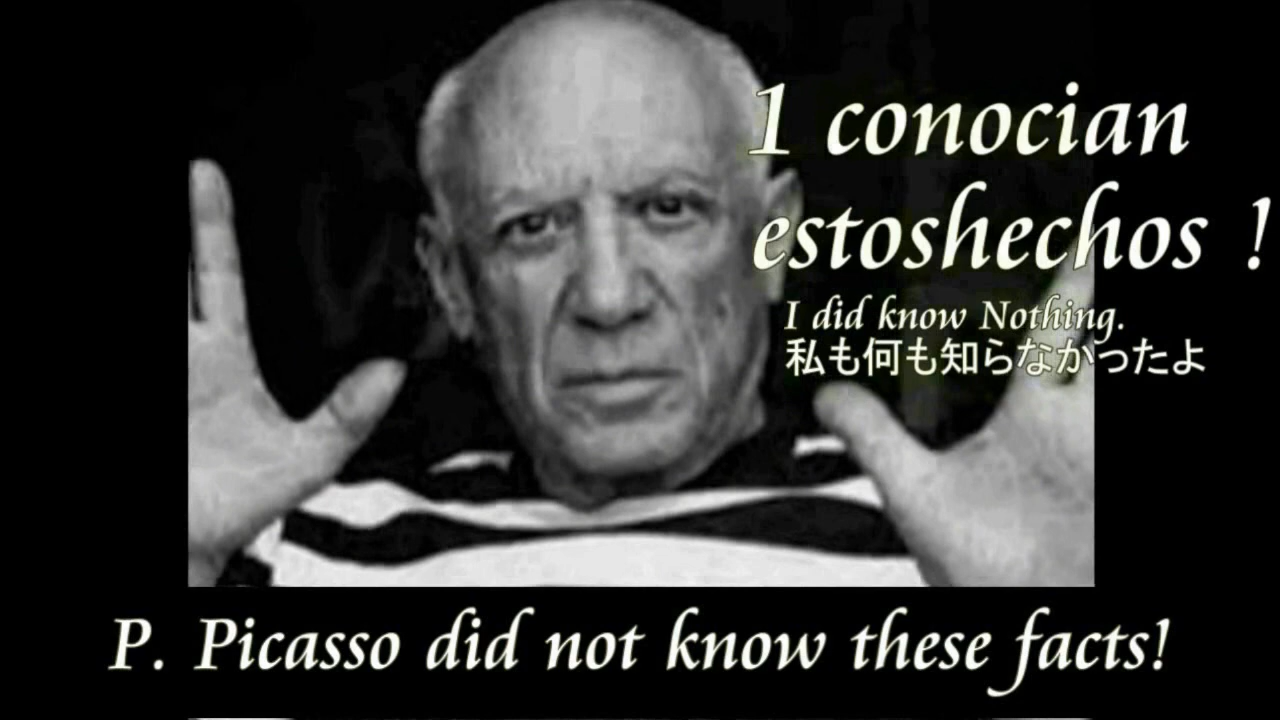 1 conocian
estoshechos !
I did know Nothing.
私も何も知らなかったよ
P. Picasso did not know these facts!